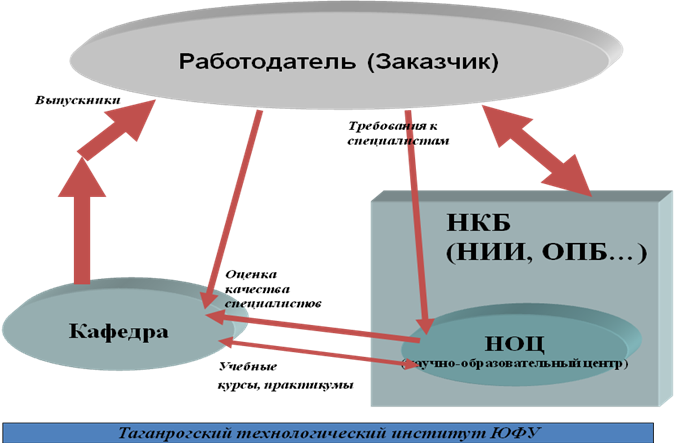 Работодатель (Заказчик)
Выпускники
Требования к
специалистам
НКБ
(НИИ, ОПБ…)
Оценка
качества
специалистов
Кафедра
НОЦ
(научно-образовательный центр)
Учебные
курсы, практикумы
Таганрогский технологический институт ЮФУ